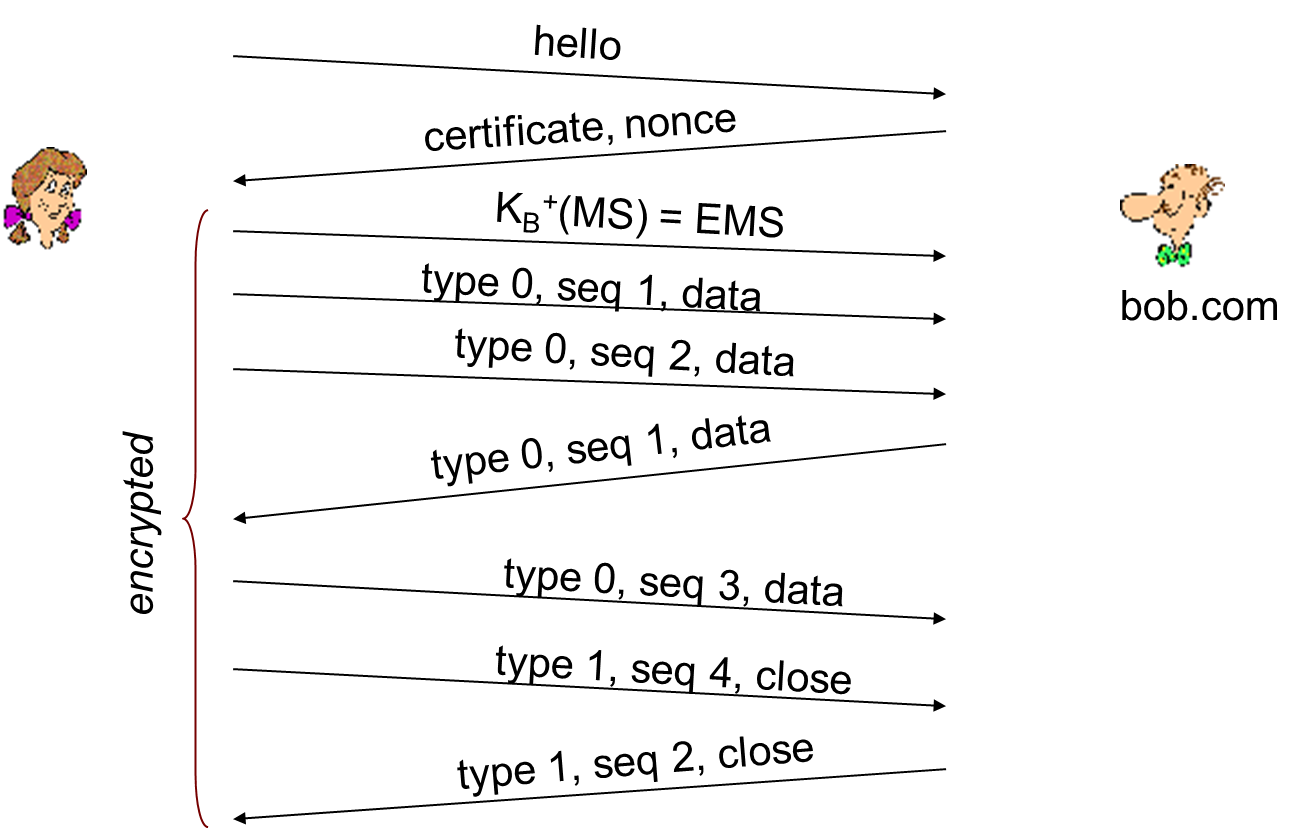 hello
certificate, nonce
K_B⁺(MS) = EMS
type 0, seq 1, data
bob.com
type 0, seq 2, data
type 0, seq 1, data
encrypted
type 0, seq 3, data
type 1, seq 4, close
type 1, seq 2, close